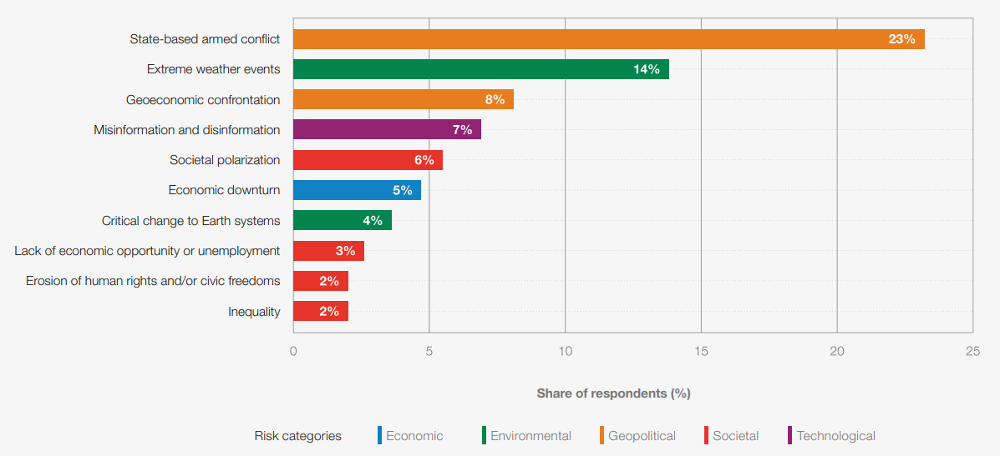 State-based armed conflict 23%
Extreme weather events 14%
Geoeconomic confrontation 8%
Misinformation and disinformation 7%
Societal polarization 6%
Economic downturn 5%
Critical change to Earth systems 4%
Lack of economic opportunity or unemployment 3%
Erosion of human rights and/or civic freedoms 2%
Inequality 2%
0 5 10 15 20 25
Share of respondents (%)
Risk categories Economic Environmental Geopolitical Societal Technological